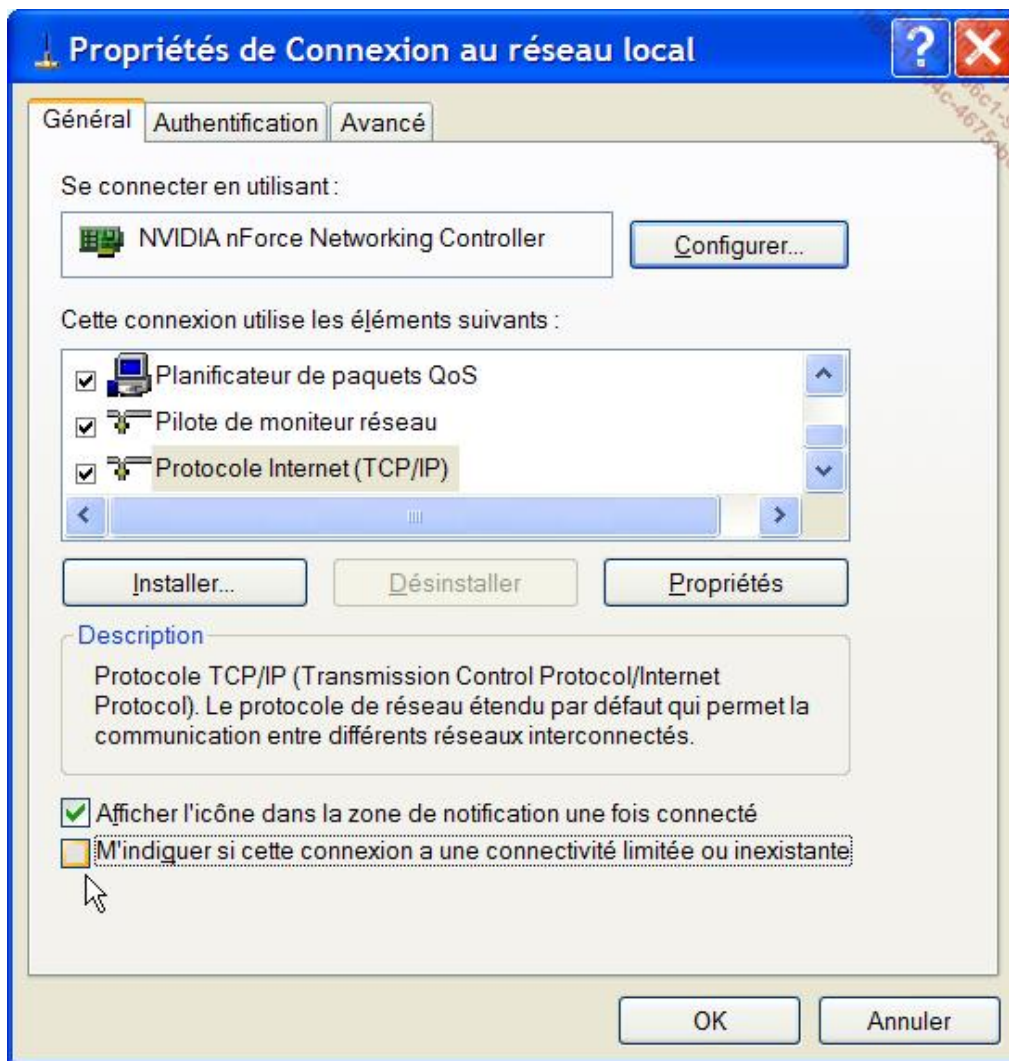 Propriétés de Connexion au réseau local
Général Authentification Avancé
Se connecter en utilisant :
NVIDIA nForce Networking Controller Configurer...
Cette connexion utilise les éléments suivants :
Planificateur de paquets QoS
Pilote de moniteur réseau
Protocole Internet (TCP/IP)
Installer... Désinstaller Propriétés
Description
Protocole TCP/IP (Transmission Control Protocol/Internet
Protocol). Le protocole de réseau étendu par défaut qui permet la
communication entre différents réseaux interconnectés.
Afficher l'icône dans la zone de notification une fois connecté
M'indiquer si cette connexion a une connectivité limitée ou inexistante
OK Annuler